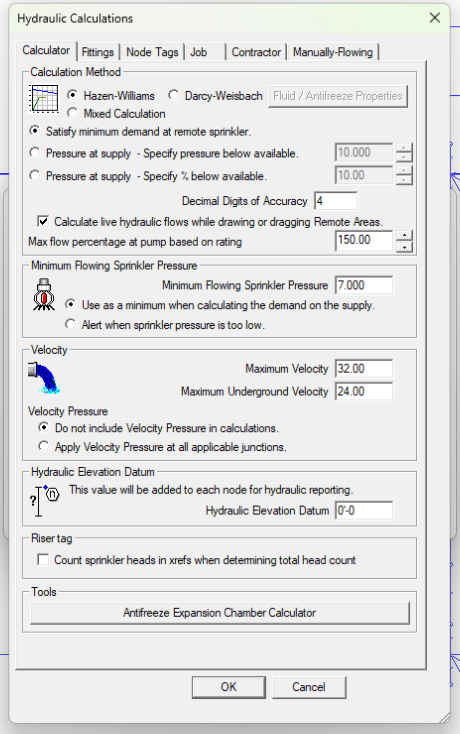 Hydraulic Calculations
Calculator Fittings Node Tags Job Contractor Manually-Flowing
Calculation Method
Hazen-Williams Darcy-Weisbach Fluid / Antifreeze Properties
Mixed Calculation
Satisfy minimum demand at remote sprinkler.
Pressure at supply - Specify pressure below available. 10.000
Pressure at supply - Specify % below available. 10.00
Decimal Digits of Accuracy 4
Calculate live hydraulic flows while drawing or dragging Remote Areas.
Max flow percentage at pump based on rating 150.00
Minimum Flowing Sprinkler Pressure
Minimum Flowing Sprinkler Pressure 7.000
Use as a minimum when calculating the demand on the supply.
Alert when sprinkler pressure is too low.
Velocity
Maximum Velocity 32.00
Maximum Underground Velocity 24.00
Velocity Pressure
Do not include Velocity Pressure in calculations.
Apply Velocity Pressure at all applicable junctions.
Hydraulic Elevation Datum
This value will be added to each node for hydraulic reporting.
? n
Hydraulic Elevation Datum 0'-0
Riser tag
Count sprinkler heads in xrefs when determining total head count
Tools
Antifreeze Expansion Chamber Calculator
OK Cancel